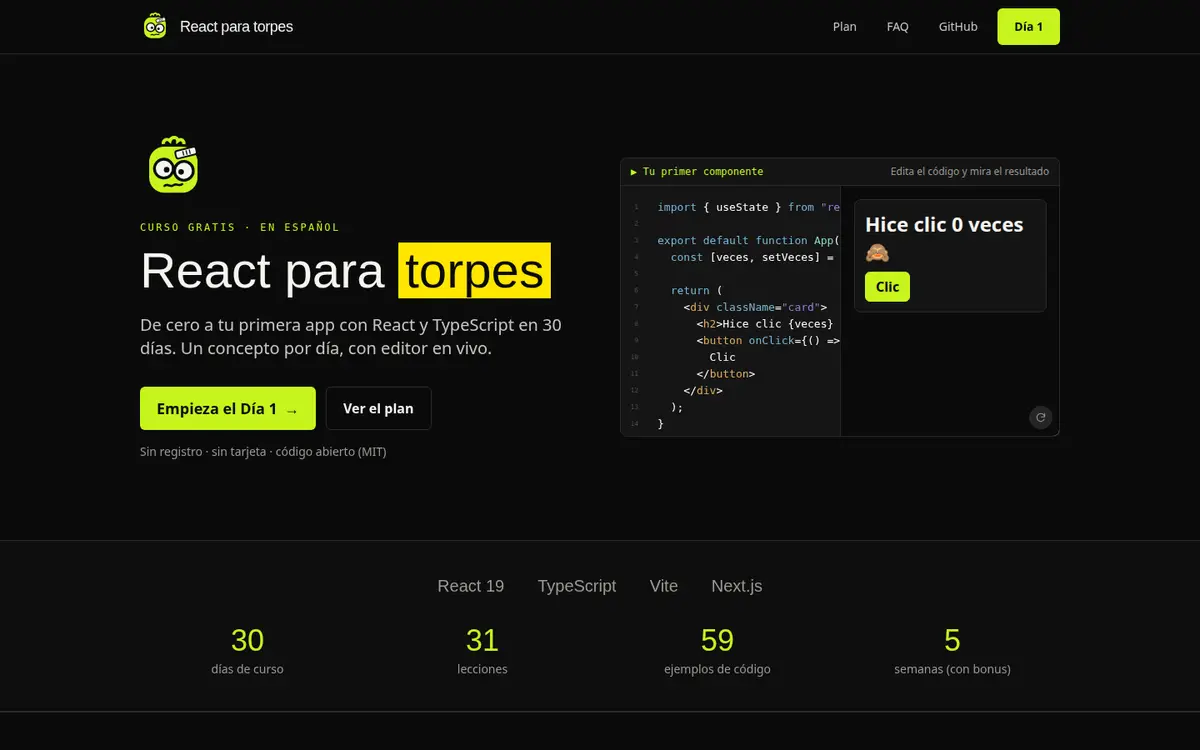 React para torpes
Plan
FAQ
GitHub
Día 1
CURSO GRATIS · EN ESPAÑOL
React para torpes
De cero a tu primera app con React y TypeScript en 30
días. Un concepto por día, con editor en vivo.
Empieza el Día 1 →
Ver el plan
Sin registro · sin tarjeta · código abierto (MIT)
▶ Tu primer componente
Edita el código y mira el resultado
1 import { useState } from "re
2
3 export default function App(
4 const [veces, setVeces] =
5
6 return (
7 <div className="card">
8 <h2>Hice clic {veces}
9 <button onClick={() =>
10 Clic
11 </button>
12 </div>
13 );
14 }
Hice clic 0 veces
🙈
Clic
React 19
TypeScript
Vite
Next.js
30
días de curso
31
lecciones
59
ejemplos de código
5
semanas (con bonus)